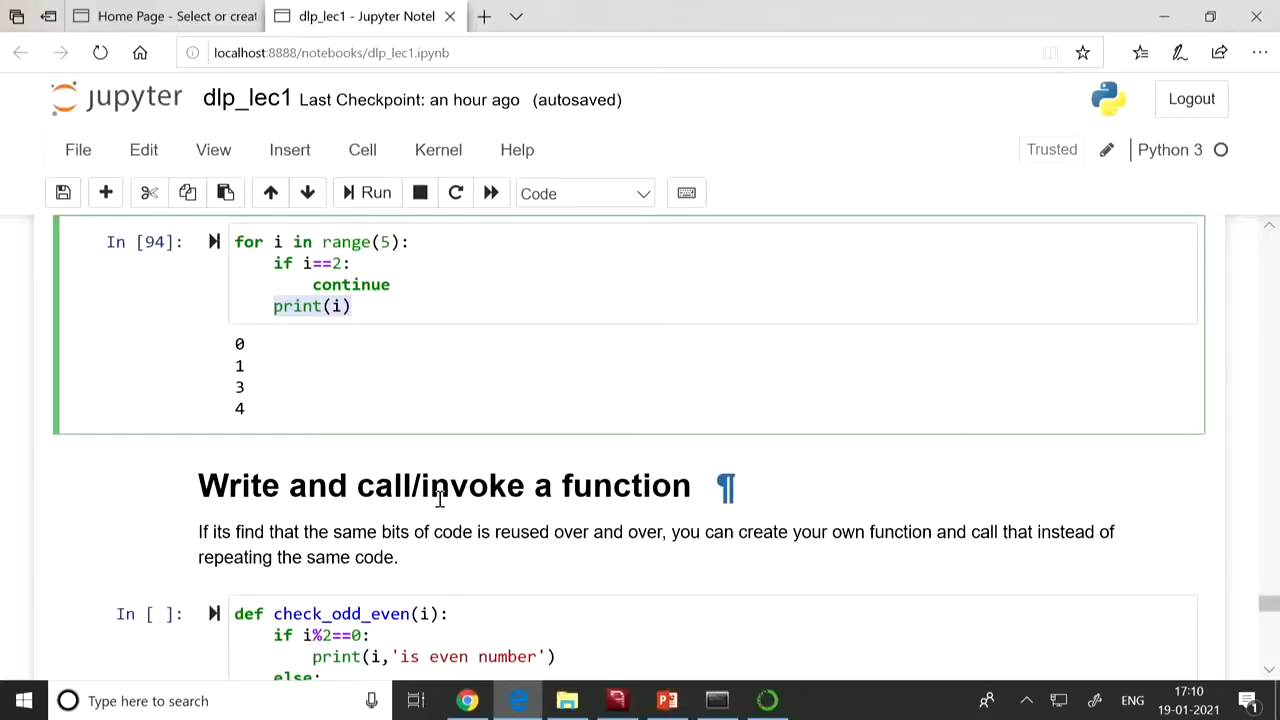 Home Page - Select or creat
dlp_lec1 - Jupyter Notel
localhost:8888/notebooks/dlp_lec1.ipynb
jupyter dlp_lec1 Last Checkpoint: an hour ago (autosaved)
Logout
File Edit View Insert Cell Kernel Help
Trusted Python 3
Run Code
In [94]: for i in range(5):
if i==2:
continue
print(i)
0
1
3
4
Write and call/invoke a function ¶
If its find that the same bits of code is reused over and over, you can create your own function and call that instead of
repeating the same code.
In [ ]: def check_odd_even(i):
if i%2==0:
print(i,'is even number')
else:
Type here to search
ENG
17:10
19-01-2021
1